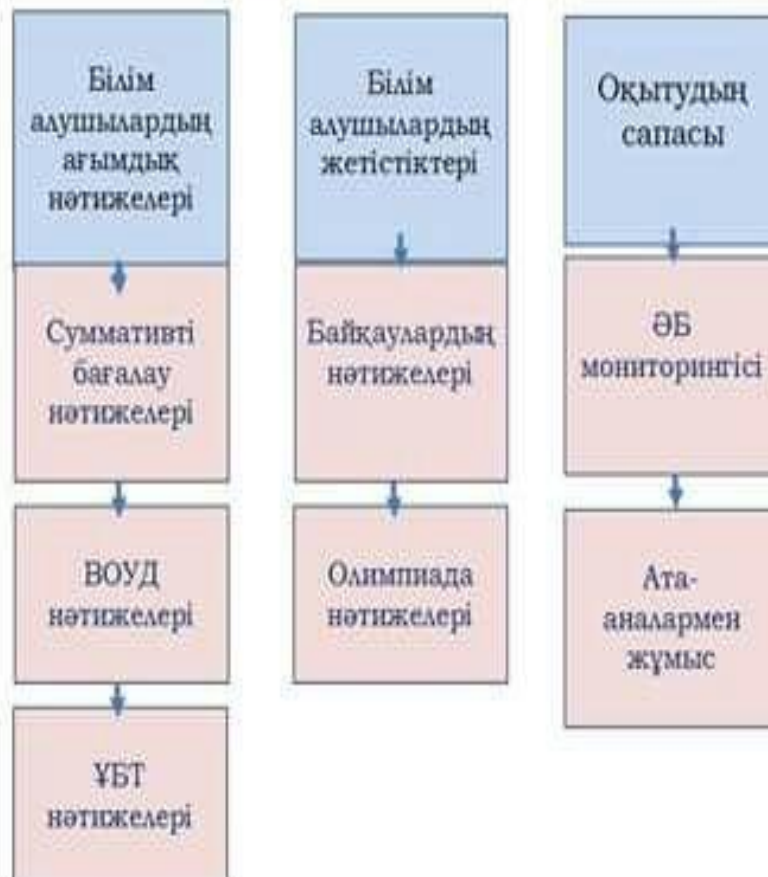 Білім
алушылардың
ағымдық
нәтижелері
Суммативті
бағалау
нәтижелері
ВОУД
нәтижелері
ҰБТ
нәтижелері
Білім
алушылардың
жетістіктері
Байқаулардың
нәтижелері
Олимпиада
нәтижелері
Оқытудың
сапасы
ӘБ
мониторингісі
Ата-
аналармен
жұмыс